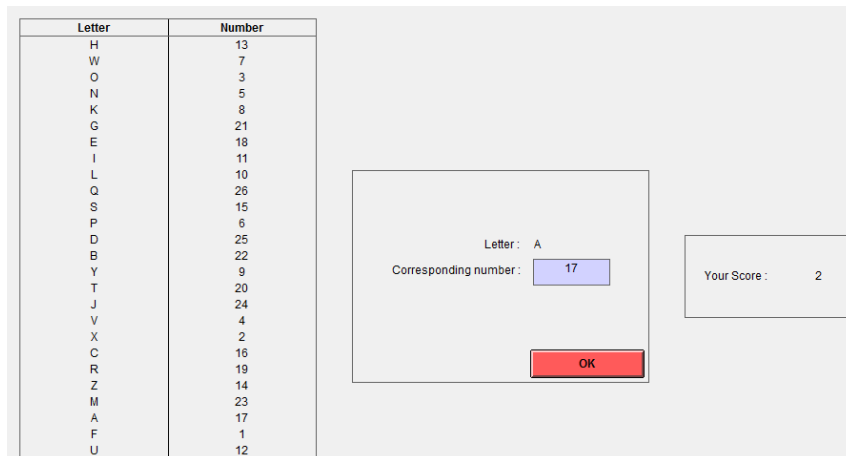 Letter Number
H 13
W 7
O 3
N 5
K 8
G 21
E 18
I 11
L 10
Q 26
S 15
P 6
D 25
B 22
Y 9
T 20
J 24
V 4
X 2
C 16
R 19
Z 14
M 23
A 17
F 1
U 12
Letter : A
Corresponding number : 17
OK
Your Score : 2